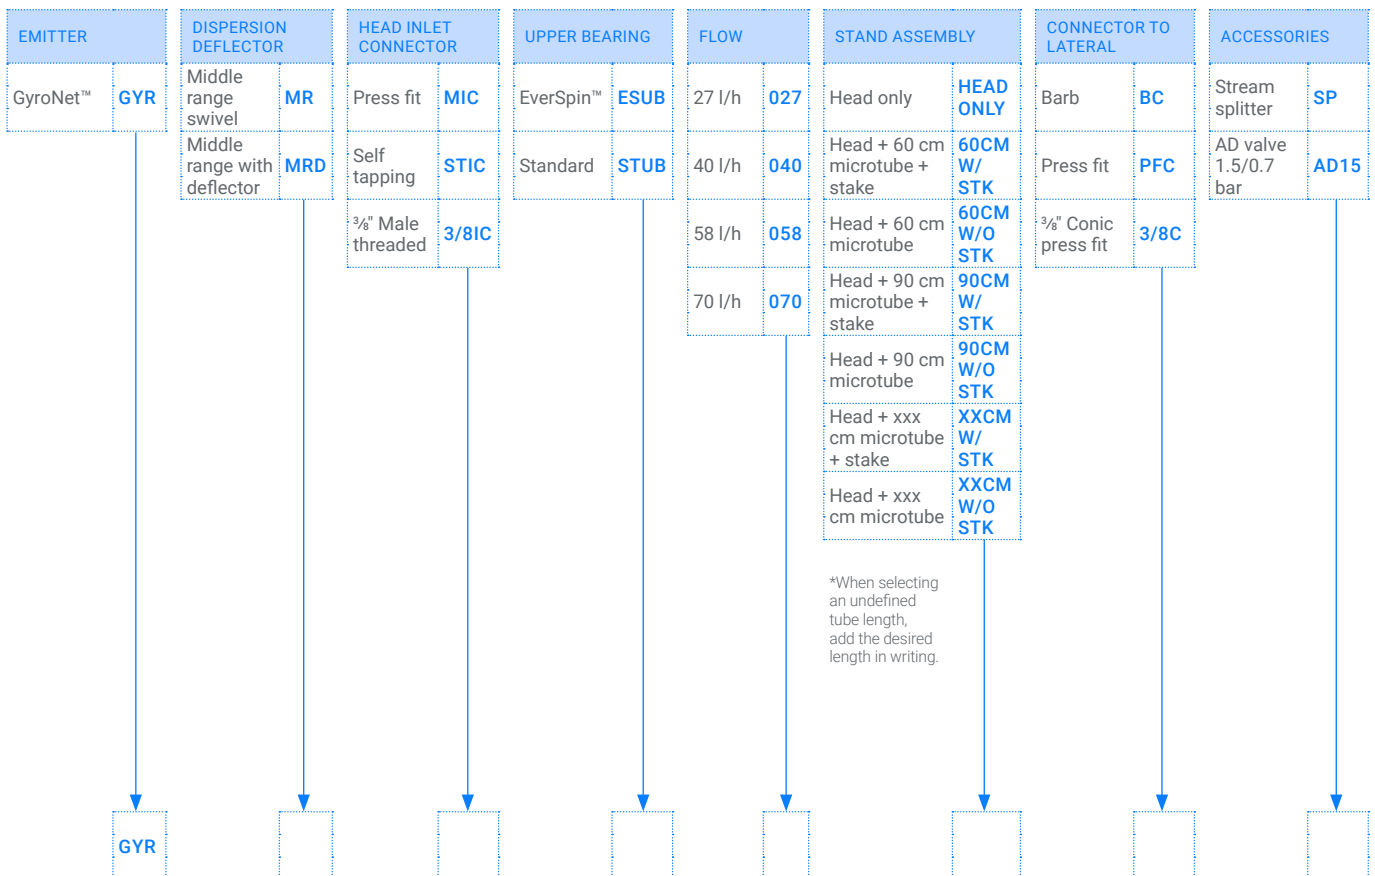 EMITTER
GyroNet™ GYR
DISPERSION
DEFLECTOR
Middle
range
swivel
MR
Middle
range with
deflector
MRD
HEAD INLET
CONNECTOR
Press fit MIC
Self
tapping
STIC
⅜" Male
threaded
3/8IC
UPPER BEARING
EverSpin™ ESUB
Standard STUB
FLOW
27 l/h 027
40 l/h 040
58 l/h 058
70 l/h 070
STAND ASSEMBLY
Head only
HEAD
ONLY
Head + 60 cm
microtube +
stake
60CM
W/
STK
Head + 60 cm
microtube
60CM
W/O
STK
Head + 90 cm
microtube +
stake
90CM
W/
STK
Head + 90 cm
microtube
90CM
W/O
STK
Head + xxx
cm microtube
+ stake
XXCM
W/
STK
Head + xxx
cm microtube
XXCM
W/O
STK
*When selecting
an undefined
tube length,
add the desired
length in writing.
CONNECTOR TO
LATERAL
Barb BC
Press fit PFC
⅜" Conic
press fit
3/8C
ACCESSORIES
Stream
splitter
SP
AD valve
1.5/0.7
bar
AD15
GYR